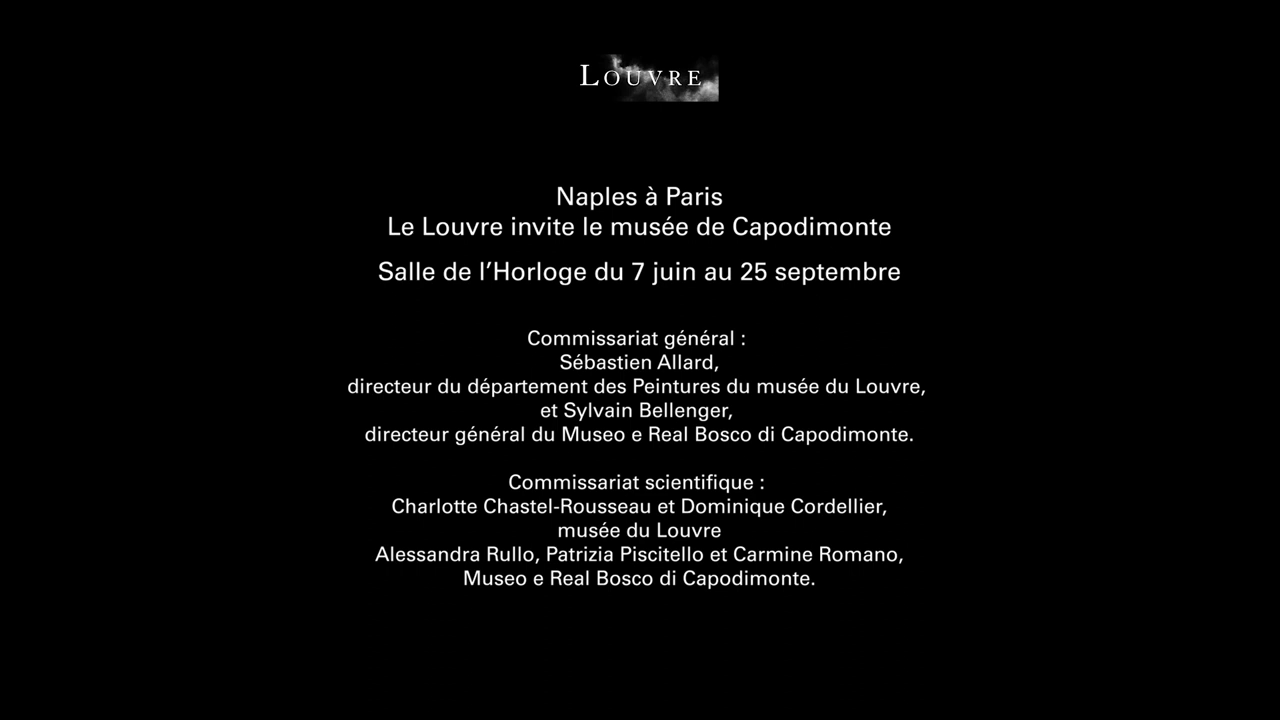 LOUVRE
Naples à Paris
Le Louvre invite le musée de Capodimonte
Salle de l’Horloge du 7 juin au 25 septembre
Commissariat général :
Sébastien Allard,
directeur du département des Peintures du musée du Louvre,
et Sylvain Bellenger,
directeur général du Museo e Real Bosco di Capodimonte.
Commissariat scientifique :
Charlotte Chastel-Rousseau et Dominique Cordellier,
musée du Louvre
Alessandra Rullo, Patrizia Piscitello et Carmine Romano,
Museo e Real Bosco di Capodimonte.